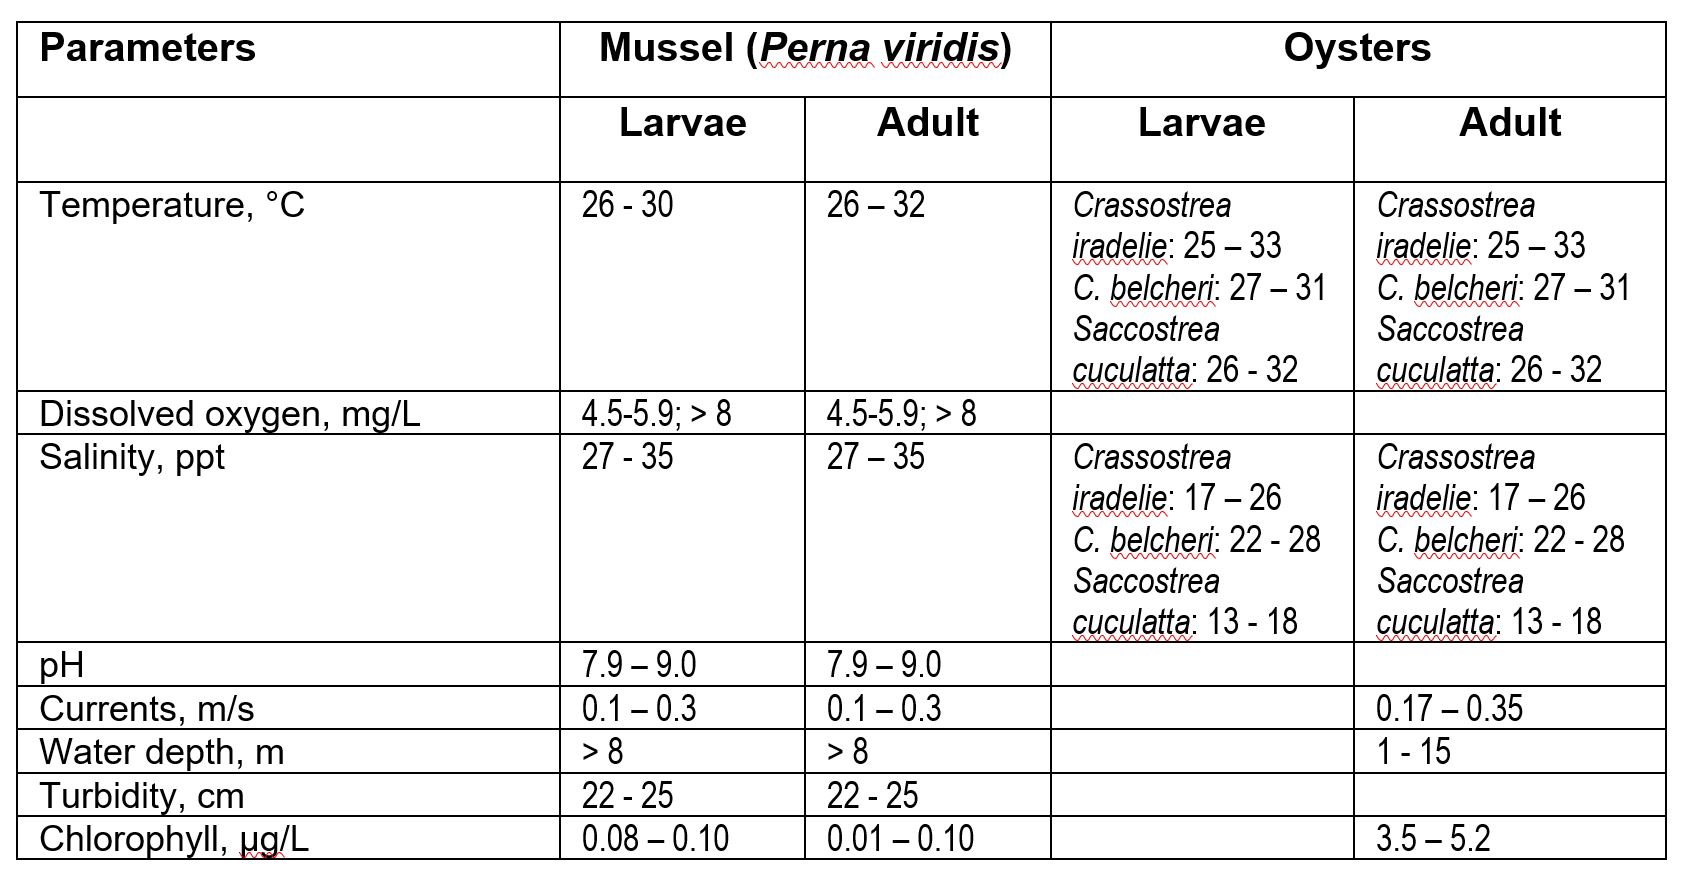 Parameters Mussel (Perna viridis) Oysters
Larvae Adult Larvae Adult
Temperature, °C 26 - 30 26 – 32 Crassostrea Crassostrea
iradelie: 25 – 33 iradelie: 25 – 33
C. belcheri: 27 – 31 C. belcheri: 27 – 31
Saccostrea Saccostrea
cuculatta: 26 - 32 cuculatta: 26 - 32
Dissolved oxygen, mg/L 4.5-5.9; > 8 4.5-5.9; > 8
Salinity, ppt 27 - 35 27 – 35 Crassostrea Crassostrea
iradelie: 17 – 26 iradelie: 17 – 26
C. belcheri: 22 - 28 C. belcheri: 22 - 28
Saccostrea Saccostrea
cuculatta: 13 - 18 cuculatta: 13 - 18
pH 7.9 – 9.0 7.9 – 9.0
Currents, m/s 0.1 – 0.3 0.1 – 0.3 0.17 – 0.35
Water depth, m > 8 > 8 1 - 15
Turbidity, cm 22 - 25 22 - 25
Chlorophyll, µg/L 0.08 – 0.10 0.01 – 0.10 3.5 – 5.2